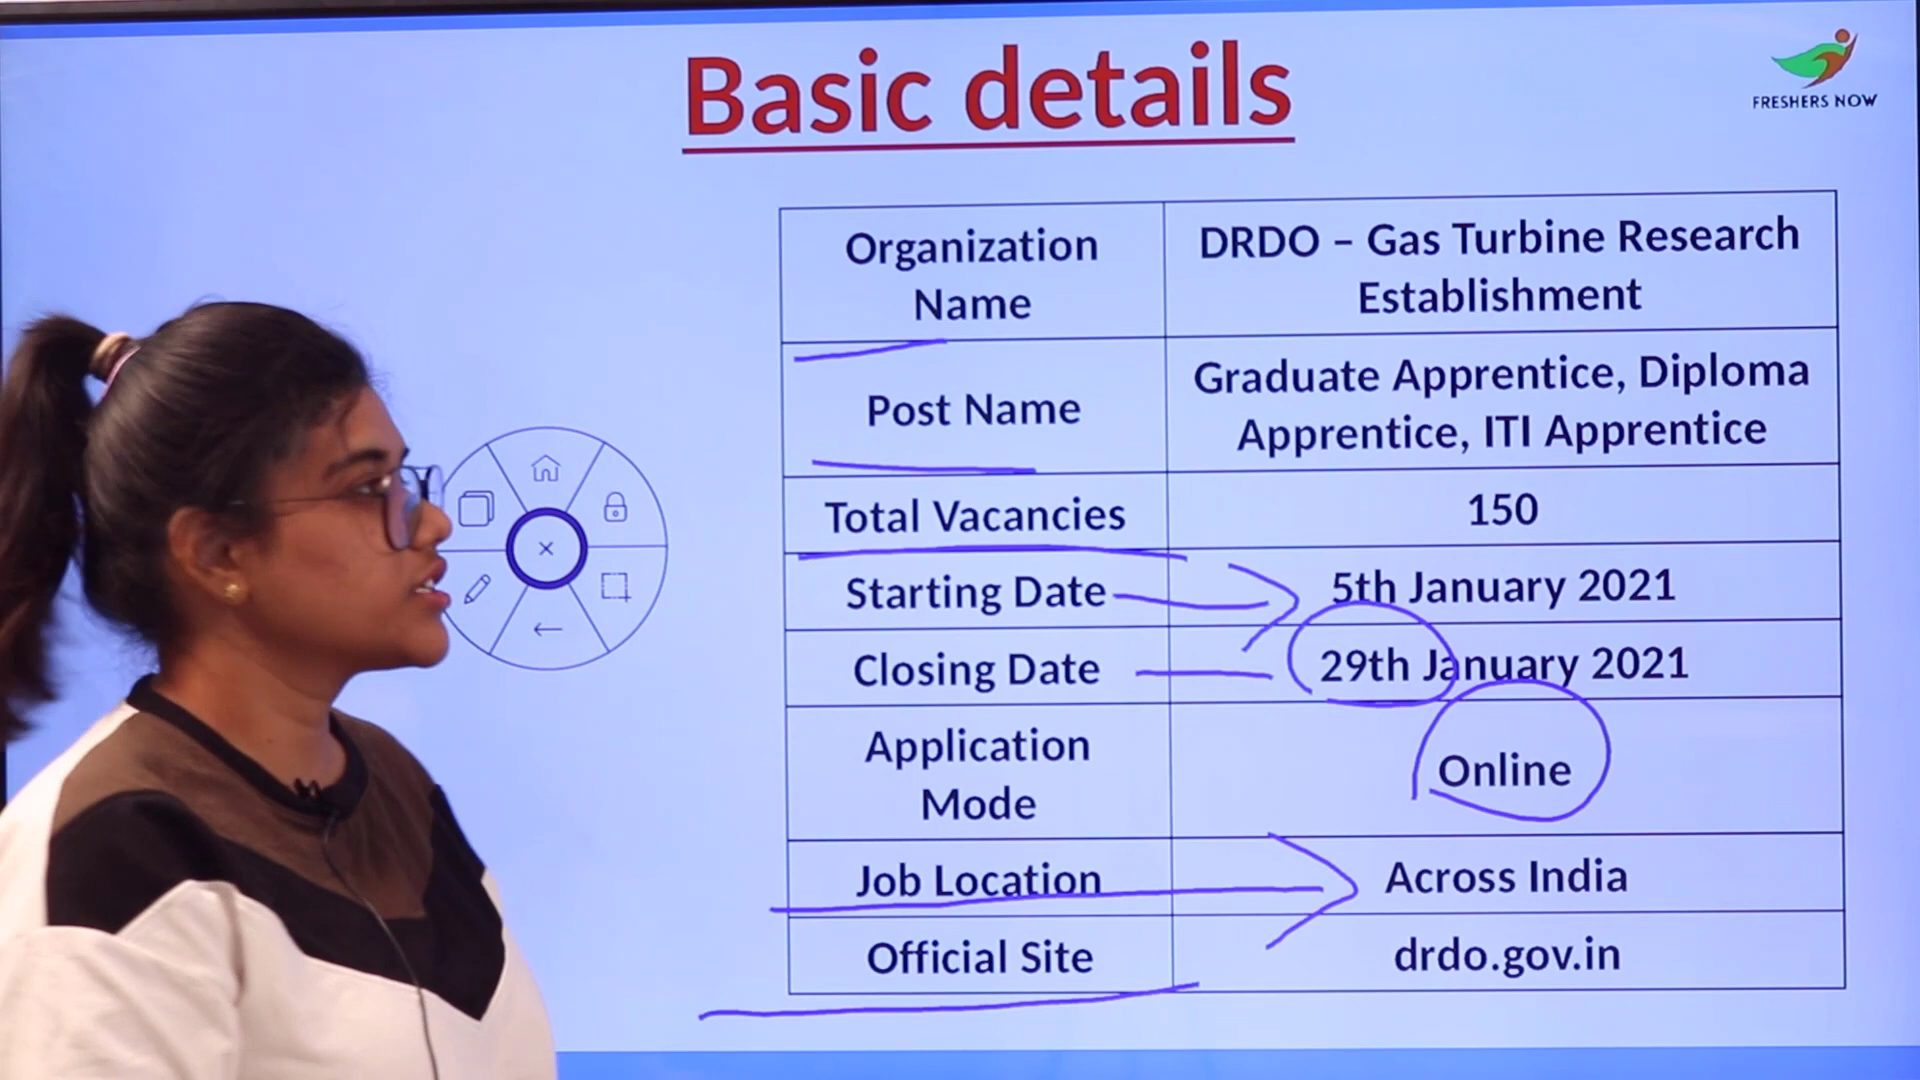 Basic details
FRESHERS NOW
Organization
Name
DRDO – Gas Turbine Research
Establishment
Post Name
Graduate Apprentice, Diploma
Apprentice, ITI Apprentice
Total Vacancies
150
Starting Date
5th January 2021
Closing Date
29th January 2021
Application
Mode
Online
Job Location
Across India
Official Site
drdo.gov.in